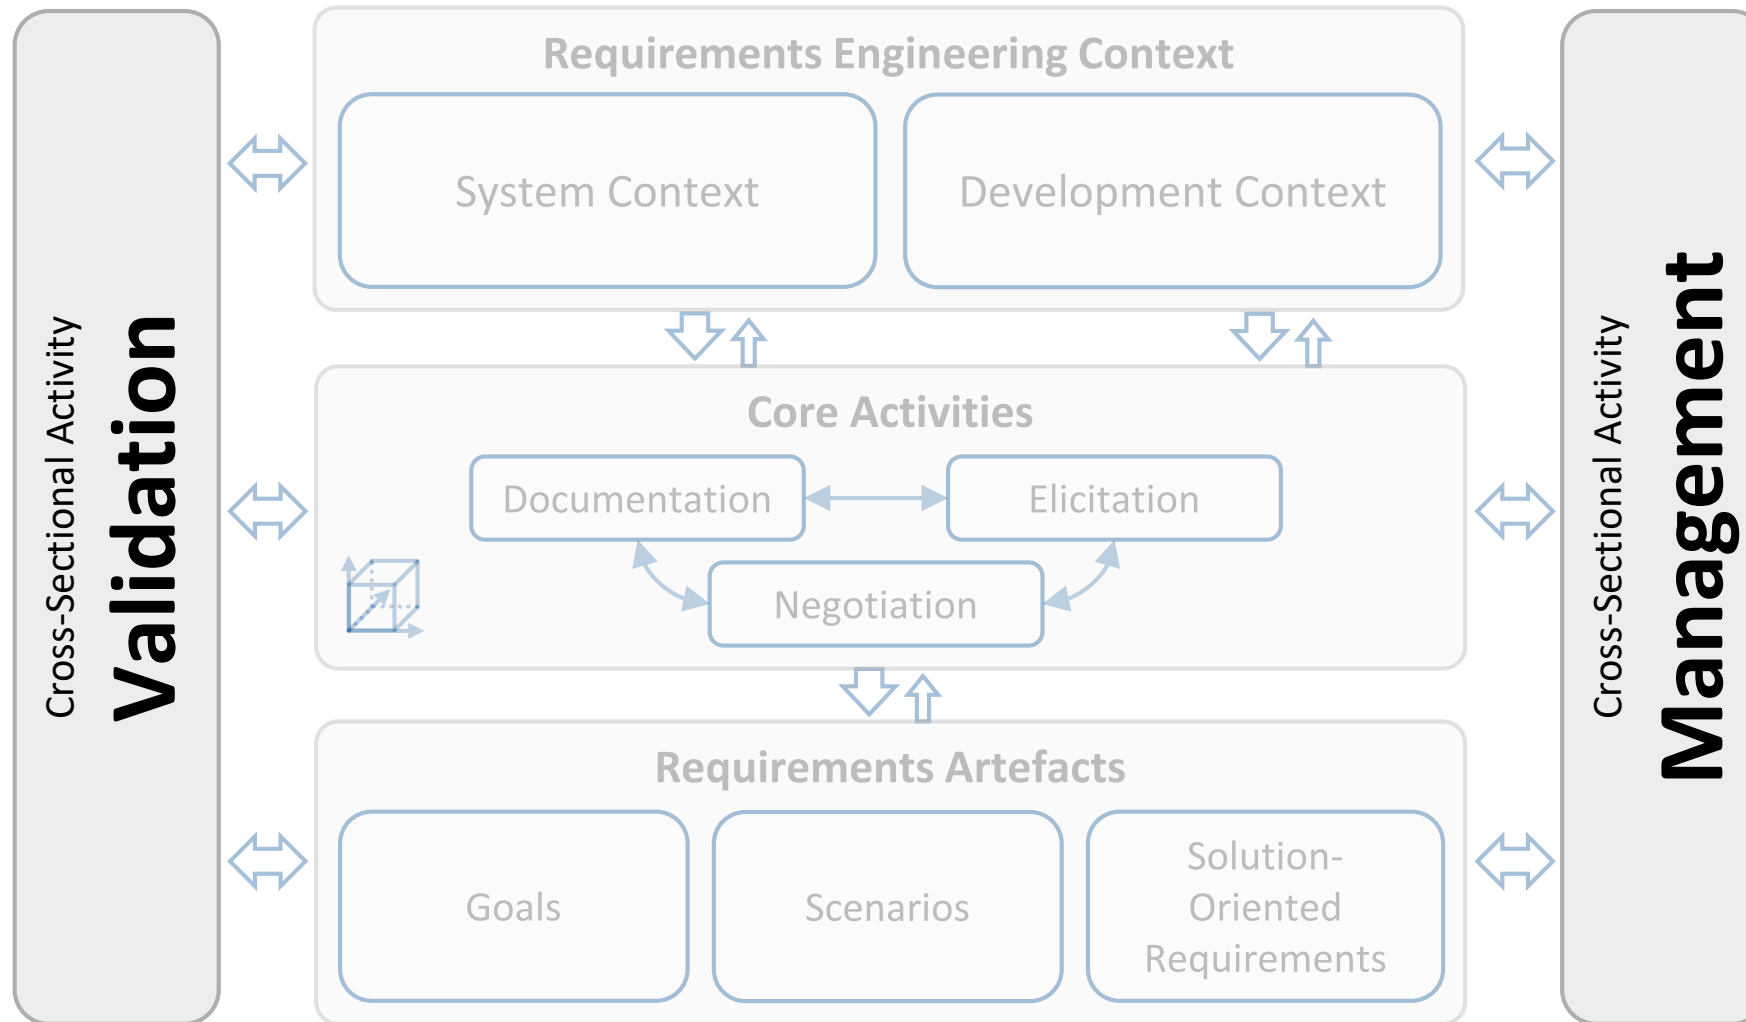 Cross-Sectional Activity
Validation
Requirements Engineering Context
System Context
Development Context
Core Activities
Documentation
Elicitation
Negotiation
Requirements Artefacts
Goals
Scenarios
Solution-
Oriented
Requirements
Cross-Sectional Activity
Management